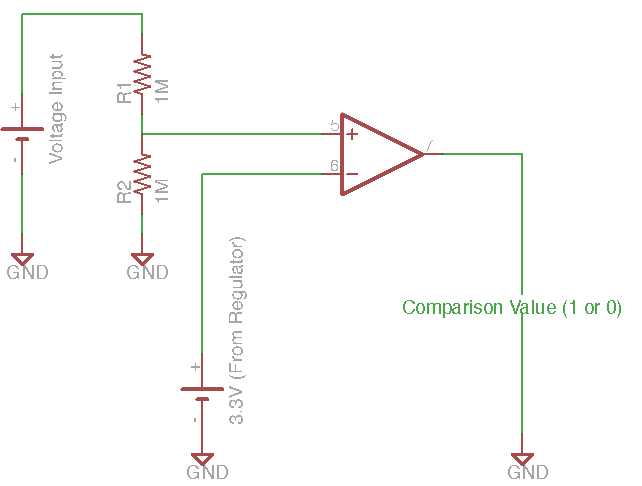 +
-
Voltage Input
R1
1M
R2
1M
GND
GND
5
+
6
-
7
Comparison Value (1 or 0)
+
-
3.3V (From Regulator)
GND
GND